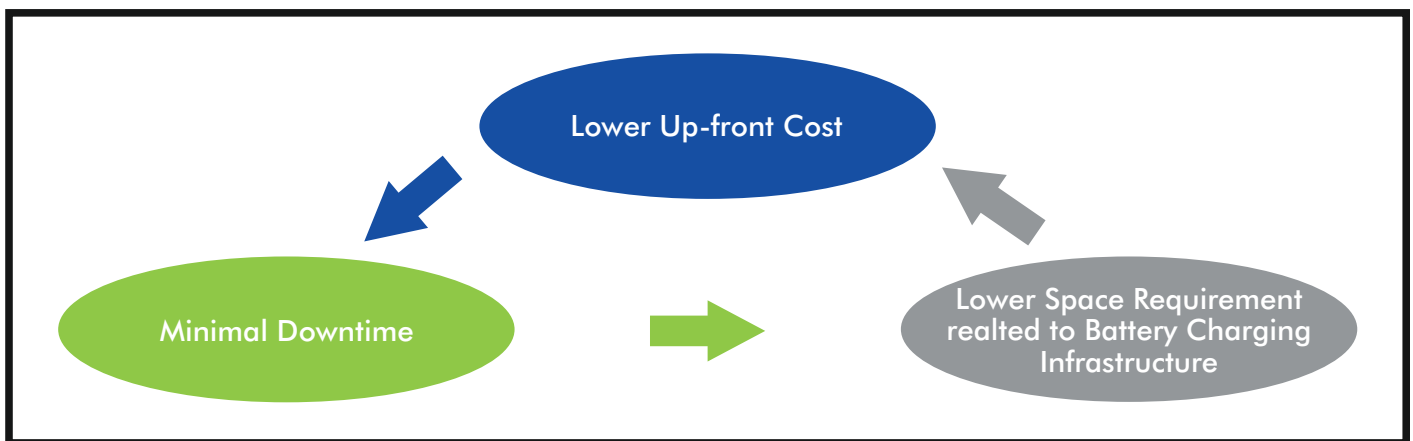 Lower Up-front Cost
Minimal Downtime
Lower Space Requirement
realted to Battery Charging
Infrastructure